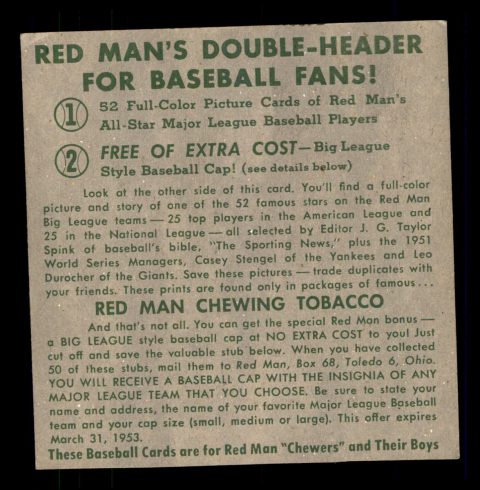 RED MAN'S DOUBLE-HEADER
FOR BASEBALL FANS!
1 52 Full-Color Picture Cards of Red Man's
All-Star Major League Baseball Players
2 FREE OF EXTRA COST—Big League
Style Baseball Cap! (see details below)
Look at the other side of this card. You'll find a full-color
picture and story of one of the 52 famous stars on the Red Man
Big League teams—25 top players in the American League and
25 in the National League—all selected by Editor J. G. Taylor
Spink of baseball's bible, "The Sporting News," plus the 1951
World Series Managers, Casey Stengel of the Yankees and Leo
Durocher of the Giants. Save these pictures—trade duplicates with
your friends. These prints are found only in packages of famous...
RED MAN CHEWING TOBACCO
And that's not all. You can get the special Red Man bonus—
a BIG LEAGUE style baseball cap at NO EXTRA COST to you! Just
cut off and save the valuable stub below. When you have collected
50 of these stubs, mail them to Red Man, Box 68, Toledo 6, Ohio.
YOU WILL RECEIVE A BASEBALL CAP WITH THE INSIGNIA OF ANY
MAJOR LEAGUE TEAM THAT YOU CHOOSE. Be sure to state your
name and address, the name of your favorite Major League Baseball
team and your cap size (small, medium or large). This offer expires
March 31, 1953.
These Baseball Cards are for Red Man "Chewers" and Their Boys